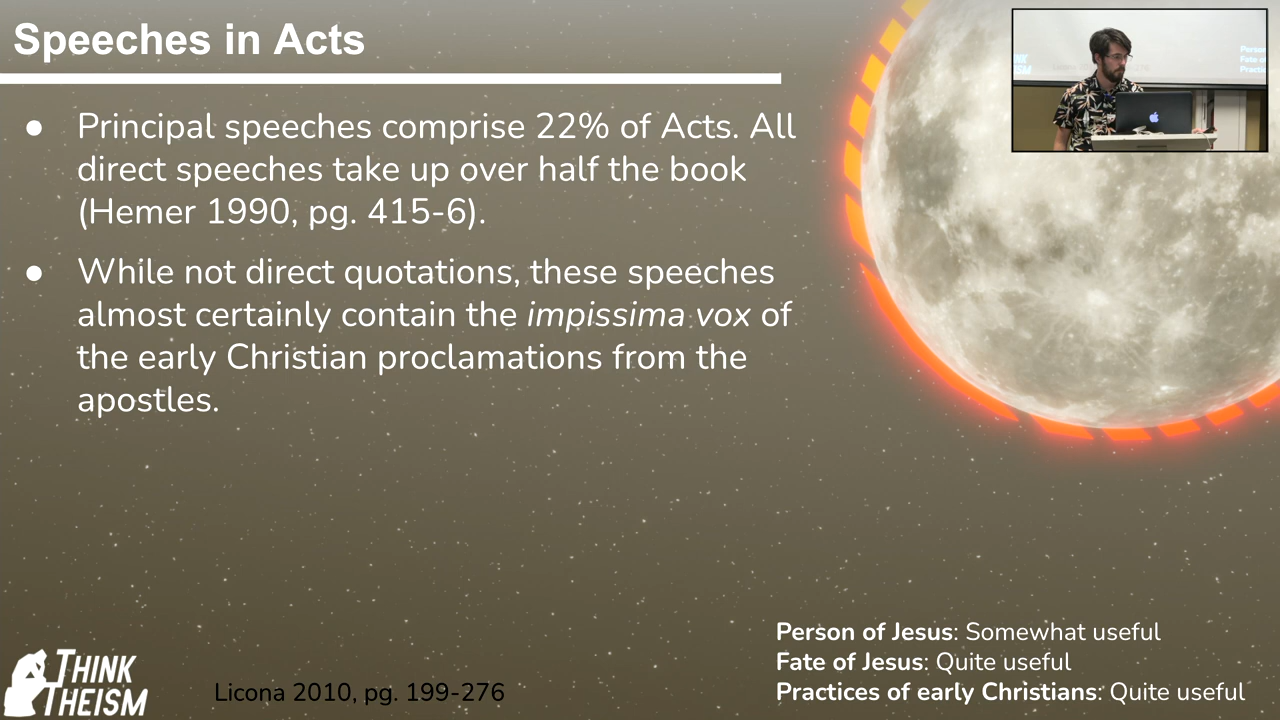 Speeches in Acts
● Principal speeches comprise 22% of Acts. All
direct speeches take up over half the book
(Hemer 1990, pg. 415-6).
● While not direct quotations, these speeches
almost certainly contain the impissima vox of
the early Christian proclamations from the
apostles.
Person of Jesus: Somewhat useful
Fate of Jesus: Quite useful
Practices of early Christians: Quite useful
THINK
THEISM
Licona 2010, pg. 199-276